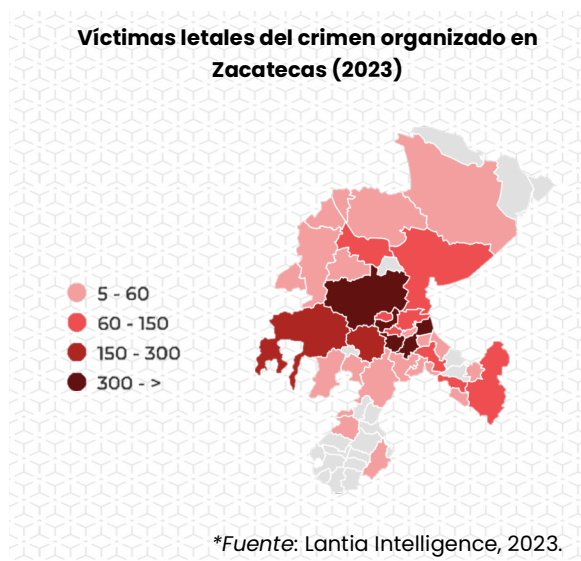 Víctimas letales del crimen organizado en
Zacatecas (2023)
5 - 60
60 - 150
150 - 300
300 - >
*Fuente: Lantia Intelligence, 2023.